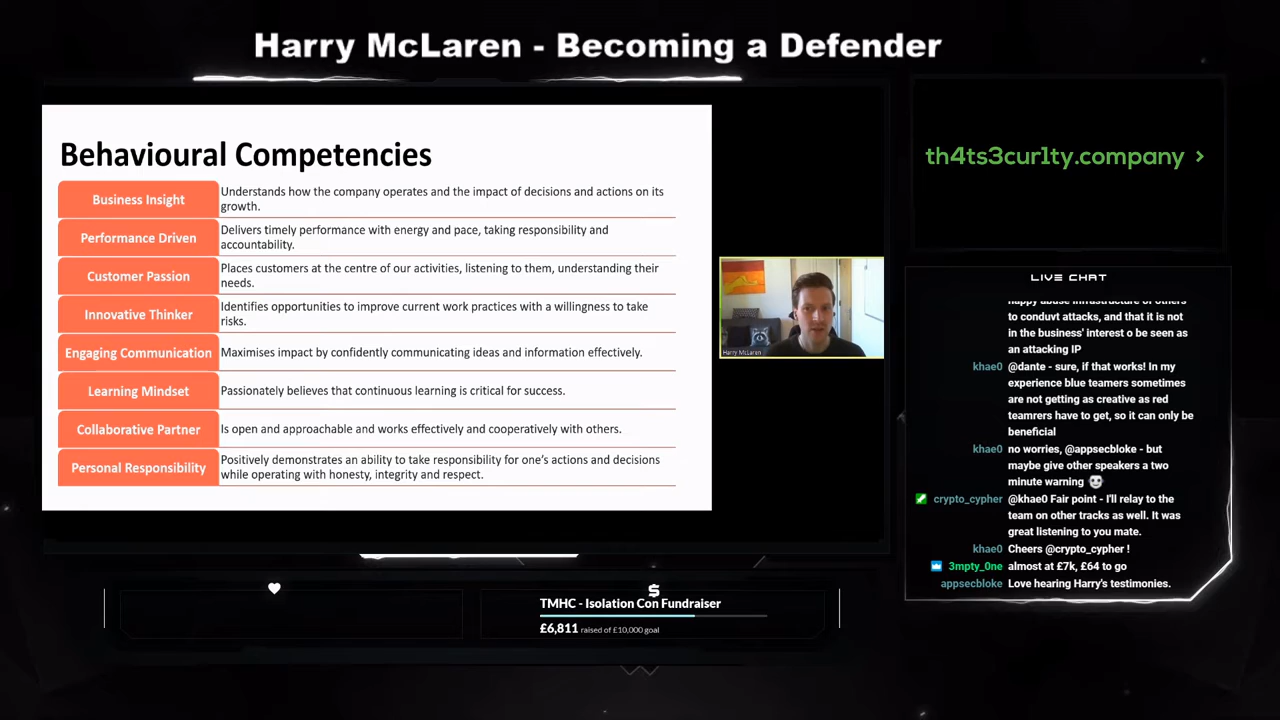 Harry McLaren - Becoming a Defender
Behavioural Competencies
Business Insight
Understands how the company operates and the impact of decisions and actions on its
growth.
Performance Driven
Delivers timely performance with energy and pace, taking responsibility and
accountability.
Customer Passion
Places customers at the centre of our activities, listening to them, understanding their
needs.
Innovative Thinker
Identifies opportunities to improve current work practices with a willingness to take
risks.
Engaging Communication
Maximises impact by confidently communicating ideas and information effectively.
Learning Mindset
Passionately believes that continuous learning is critical for success.
Collaborative Partner
Is open and approachable and works effectively and cooperatively with others.
Personal Responsibility
Positively demonstrates an ability to take responsibility for one's actions and decisions
while operating with honesty, integrity and respect.
Harry McLaren
th4ts3cur1ty.company >
LIVE CHAT
happy abuse infrastructure of others
to conduvt attacks, and that it is not
in the business' interest o be seen as
an attacking IP
khae0 @dante - sure, if that works! In my
experience blue teamers sometimes
are not getting as creative as red
teamrers have to get, so it can only be
beneficial
khae0 no worries, @appsecbloke - but
maybe give other speakers a two
minute warning
crypto_cypher @khae0 Fair point - I'll relay to the
team on other tracks as well. It was
great listening to you mate.
khae0 Cheers @crypto_cypher !
3mpty_0ne almost at £7k, £64 to go
appsecbloke Love hearing Harry's testimonies.
TMHC - Isolation Con Fundraiser
£6,811 raised of £10,000 goal